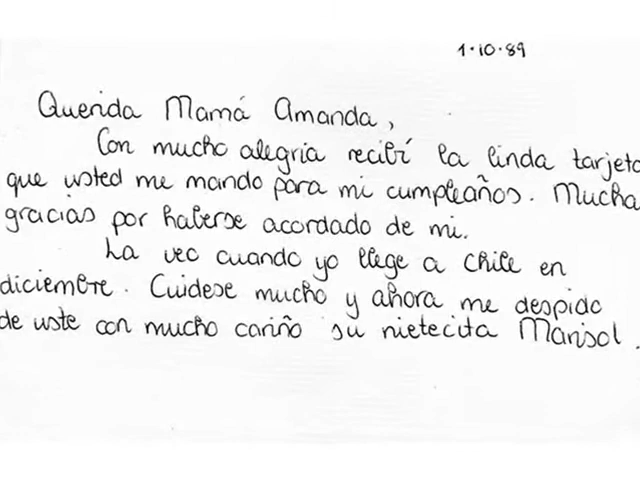 1.10.89
Querida Mamá Amanda,
Con mucho alegria recibí la linda tarjeta
que usted me mando para mi cumpleaños. Mucha
gracias por haberse acordado de mi.
La veo cuando yo llege a Chile en
diciembre. Cuidese mucho y ahora me despido
de uste con mucho cariño su nietecita Marisol.